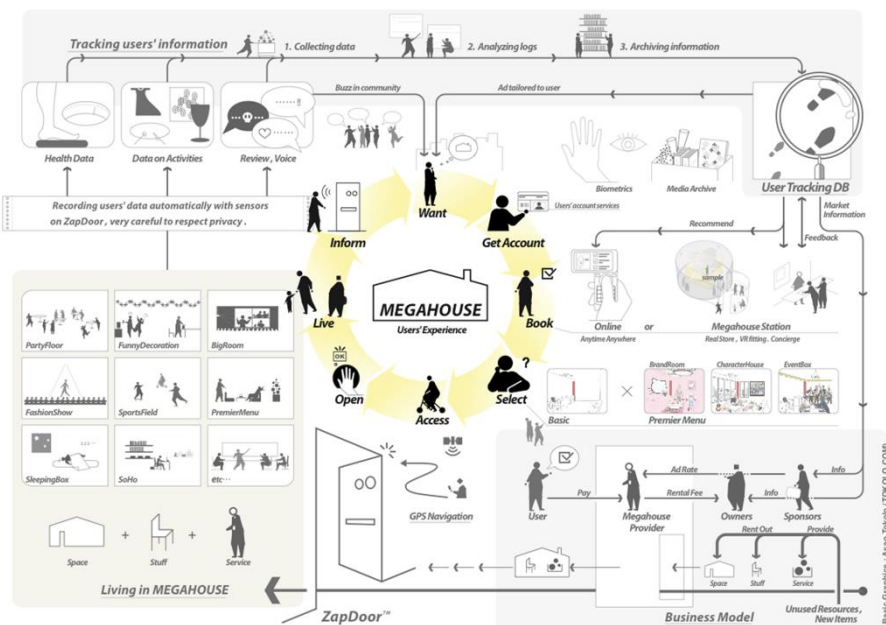 Tracking users' information
1. Collecting data
2. Analyzing logs
3. Archiving information
Health Data
Data on Activities
Review , Voice
Buzz in community
Ad tailored to user
Biometrics
Media Archive
User Tracking DB
Recording users' data automatically with sensors
on ZapDoor , very careful to respect privacy .
Users' account services
Market
Information
Recommend
Feedback
Want
Get Account
Book
Select
Access
Open
Live
Inform
MEGAHOUSE
Users' Experience
OK
?
sample
Online
or
Megahouse Station
Anytime Anywhere
Real Store , VR fitting . Concierge
BrandRoom
CharacterHouse
EventBox
Basic
×
Premier Menu
PartyFloor
FunnyDecoration
BigRoom
FashionShow
SportsField
PremierMenu
SleepingBox
SoHo
etc…
Space
+
Stuff
+
Service
Living in MEGAHOUSE
GPS Navigation
ZapDoor™
User
Pay
Megahouse
Provider
Ad Rate
Rental Fee
Owners
Info
Sponsors
Info
Rent Out
Provide
Space
Stuff
Service
Unused Resources ,
New Items
Business Model